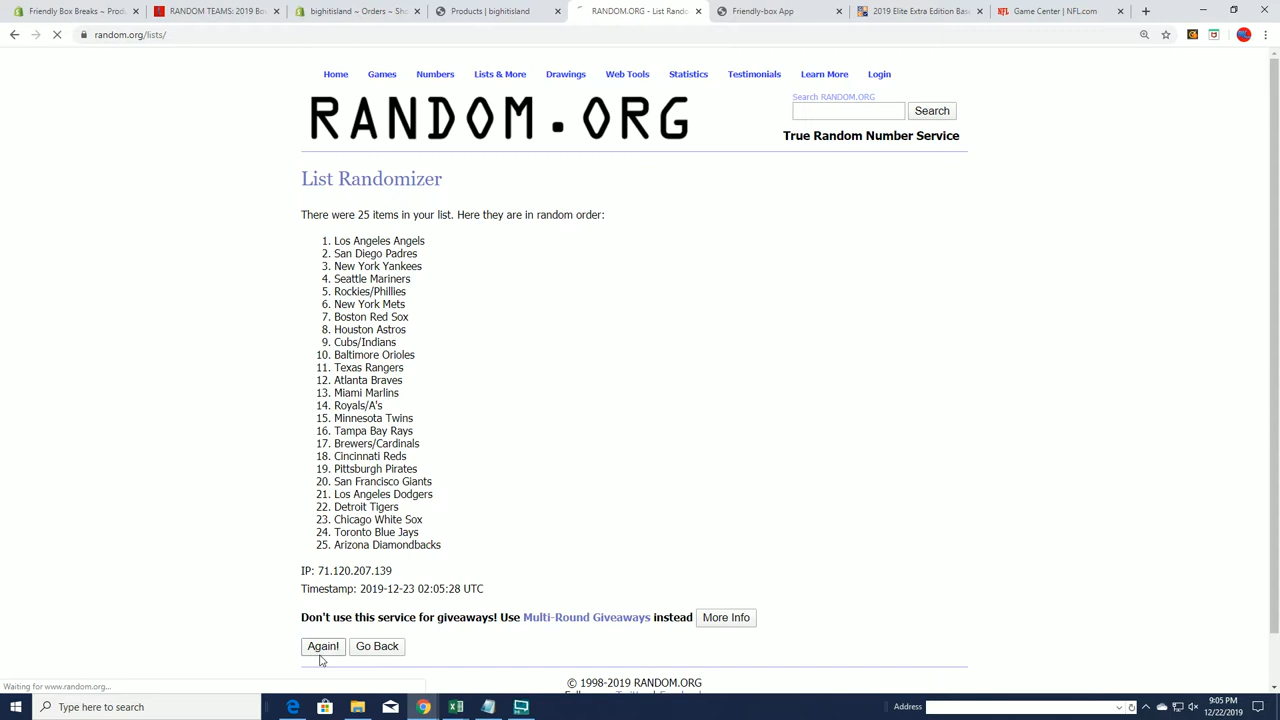 Friendly Box Breaks ~ Products
RANDOM TEAMS: 2019 Bo
bighitslive ~ Orders ~ Sho
Products ~ bighitslive
RANDOM.ORG - List Rando
Friendly-box App
2019 Elite Extra Edition Base
Game Center | NFL.com
random.org/lists/
Home Games Numbers Lists & More Drawings Web Tools Statistics Testimonials Learn More Login
RANDOM.ORG
Search RANDOM.ORG
Search
True Random Number Service
List Randomizer
There were 25 items in your list. Here they are in random order:
1. Los Angeles Angels
2. San Diego Padres
3. New York Yankees
4. Seattle Mariners
5. Rockies/Phillies
6. New York Mets
7. Boston Red Sox
8. Houston Astros
9. Cubs/Indians
10. Baltimore Orioles
11. Texas Rangers
12. Atlanta Braves
13. Miami Marlins
14. Royals/A's
15. Minnesota Twins
16. Tampa Bay Rays
17. Brewers/Cardinals
18. Cincinnati Reds
19. Pittsburgh Pirates
20. San Francisco Giants
21. Los Angeles Dodgers
22. Detroit Tigers
23. Chicago White Sox
24. Toronto Blue Jays
25. Arizona Diamondbacks
IP: 71.120.207.139
Timestamp: 2019-12-23 02:05:28 UTC
Don't use this service for giveaways! Use Multi-Round Giveaways instead More Info
Again! Go Back
© 1998-2019 RANDOM.ORG
Waiting for www.random.org...
Type here to search
Address
9:05 PM
12/22/2019